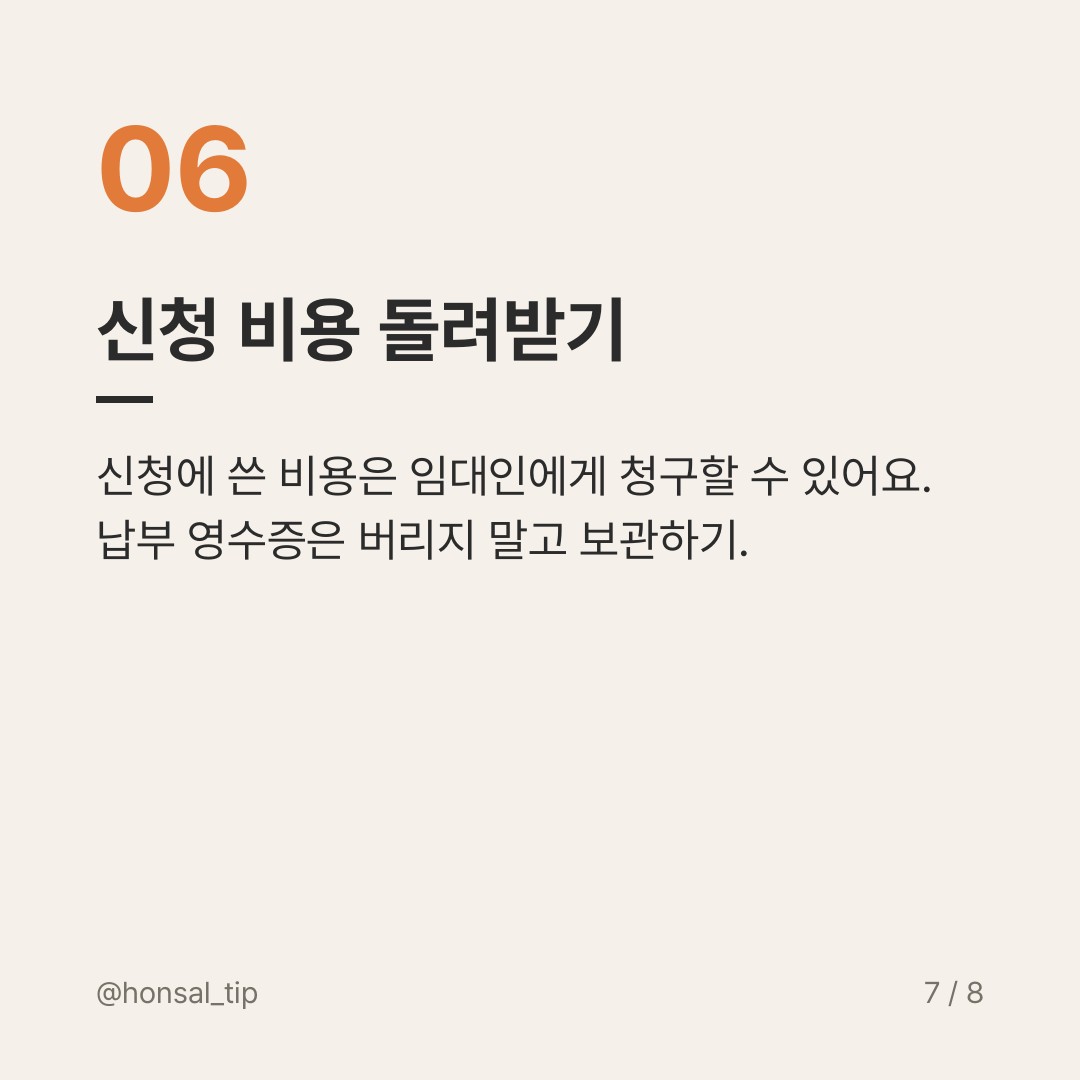 06
신청 비용 돌려받기
신청에 쓴 비용은 임대인에게 청구할 수 있어요.
납부 영수증은 버리지 말고 보관하기.
@honsal_tip
7 / 8